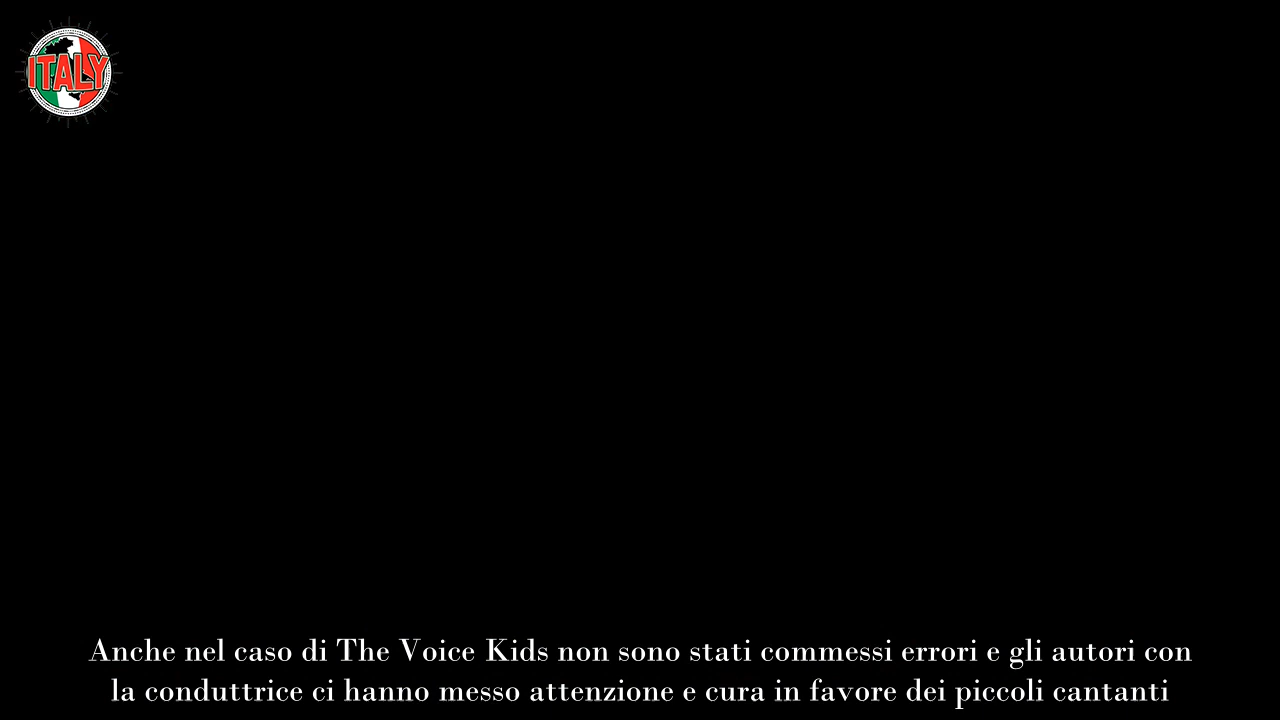 ITALY
Anche nel caso di The Voice Kids non sono stati commessi errori e gli autori con
la conduttrice ci hanno messo attenzione e cura in favore dei piccoli cantanti